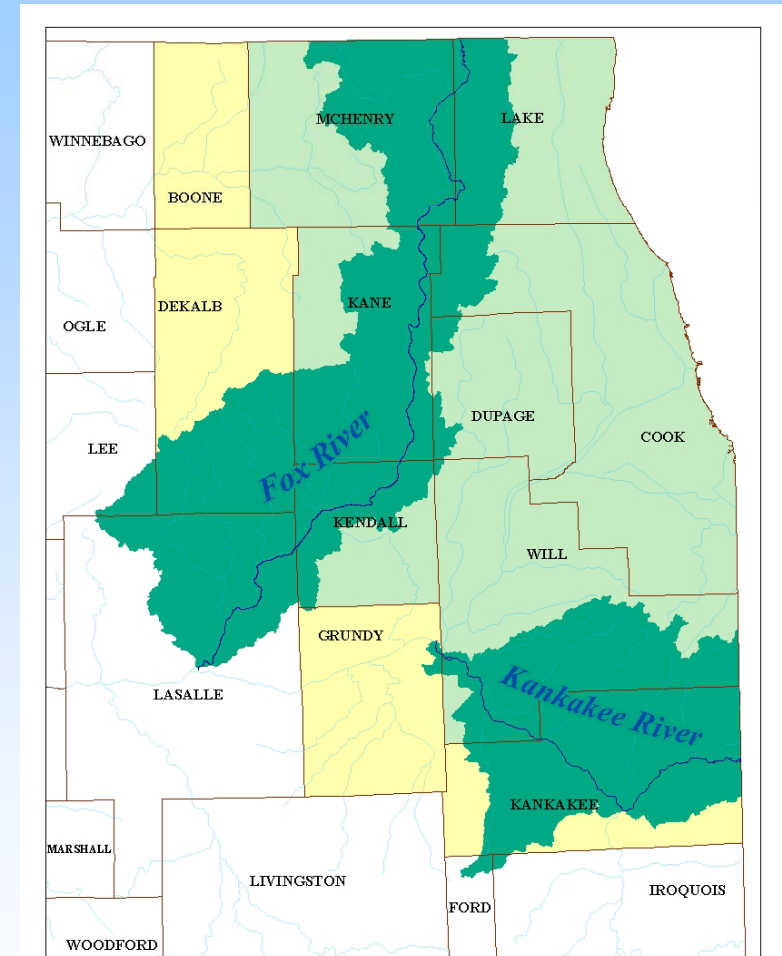 MCHENRY
LAKE
WINNEBAGO
BOONE
KANE
DEKALB
OGLE
DUPAGE
COOK
LEE
Fox River
KENDALL
WILL
GRUNDY
LASALLE
Kankakee River
KANKAKEE
MARSHALL
LIVINGSTON
IROQUOIS
FORD
WOODFORD